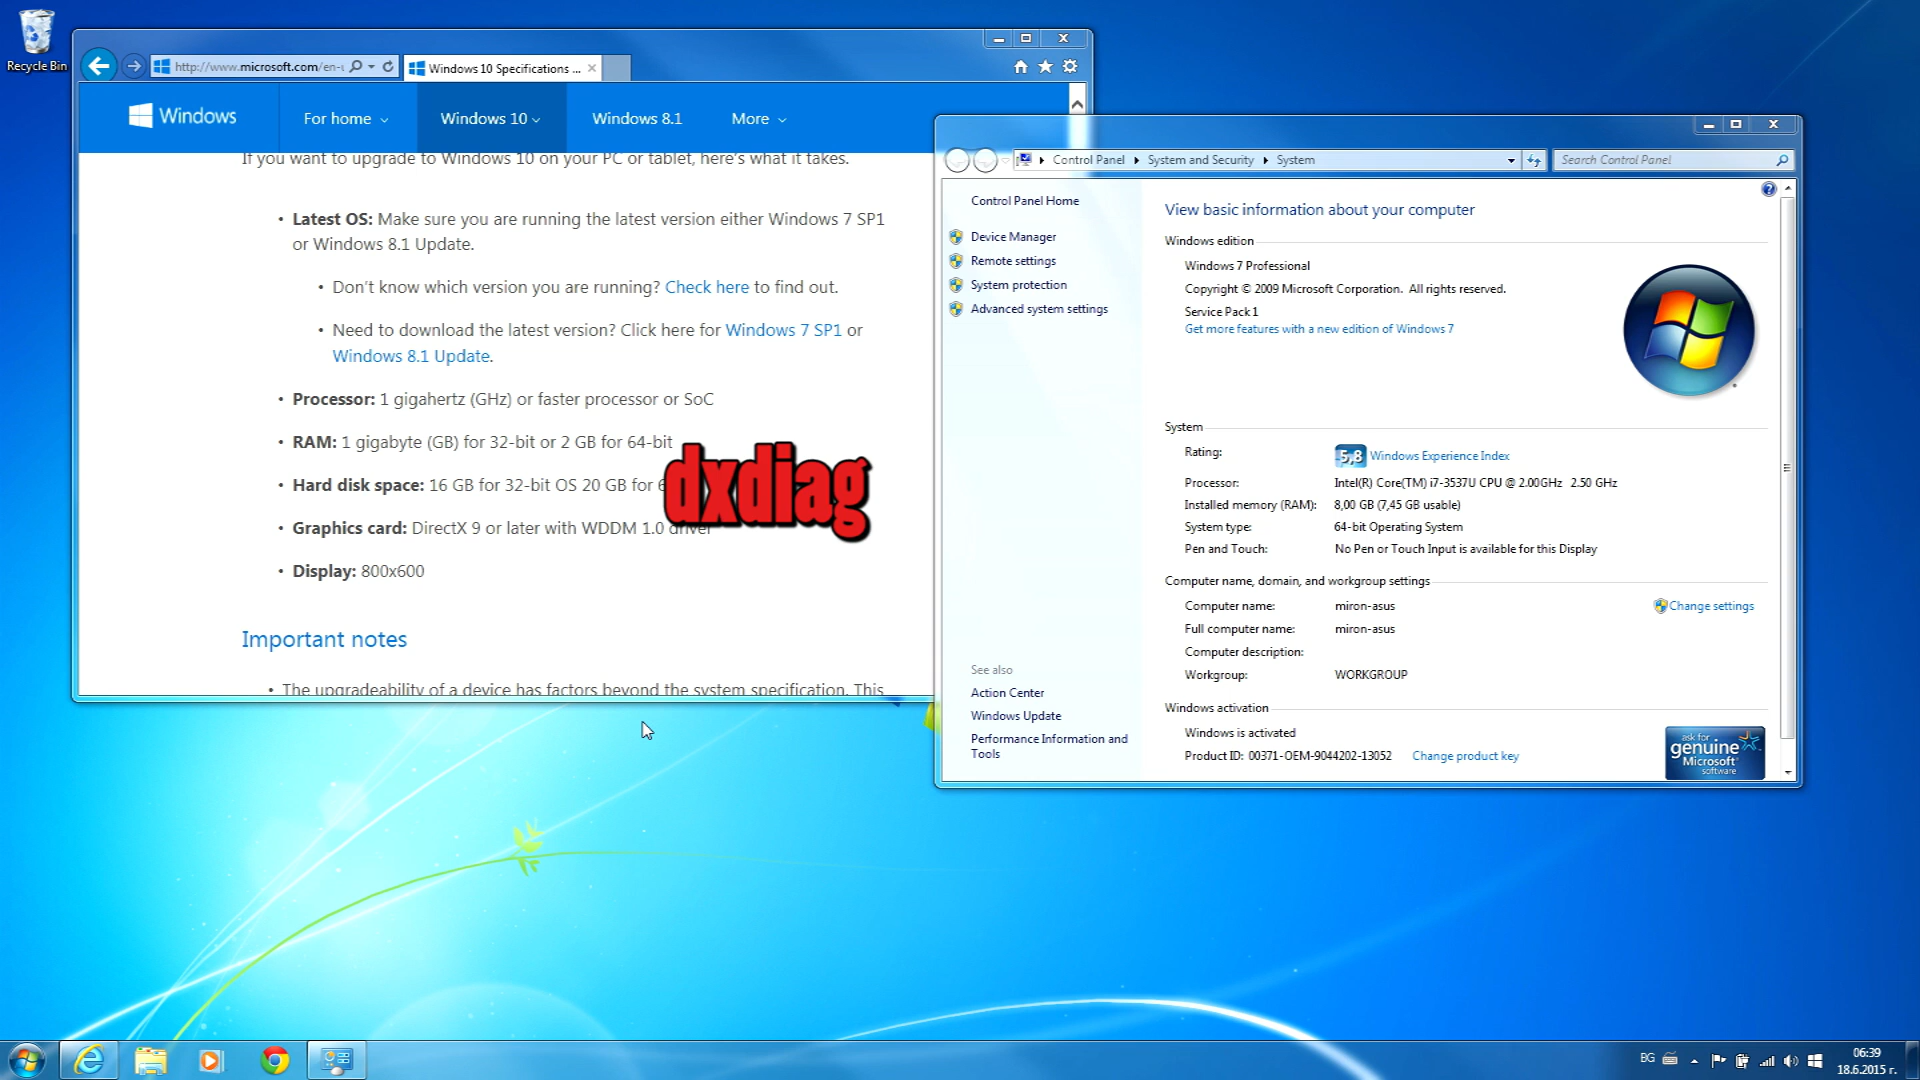 Recycle Bin
http://www.microsoft.com/en-u
Windows 10 Specifications ...
Windows
For home
Windows 10
Windows 8.1
More
If you want to upgrade to Windows 10 on your PC or tablet, here's what it takes.
• Latest OS: Make sure you are running the latest version either Windows 7 SP1
or Windows 8.1 Update.
• Don't know which version you are running? Check here to find out.
• Need to download the latest version? Click here for Windows 7 SP1 or
Windows 8.1 Update.
• Processor: 1 gigahertz (GHz) or faster processor or SoC
• RAM: 1 gigabyte (GB) for 32-bit or 2 GB for 64-bit
• Hard disk space: 16 GB for 32-bit OS 20 GB for
dxdiag
• Graphics card: DirectX 9 or later with WDDM 1.0 driver
• Display: 800x600
Important notes
• The upgradeability of a device has factors beyond the system specification. This
Control Panel
System and Security
System
Search Control Panel
Control Panel Home
Device Manager
Remote settings
System protection
Advanced system settings
See also
Action Center
Windows Update
Performance Information and
Tools
View basic information about your computer
Windows edition
Windows 7 Professional
Copyright © 2009 Microsoft Corporation. All rights reserved.
Service Pack 1
Get more features with a new edition of Windows 7
System
Rating: 5,8 Windows Experience Index
Processor: Intel(R) Core(TM) i7-3537U CPU @ 2.00GHz 2.50 GHz
Installed memory (RAM): 8,00 GB (7,45 GB usable)
System type: 64-bit Operating System
Pen and Touch: No Pen or Touch Input is available for this Display
Computer name, domain, and workgroup settings
Computer name: miron-asus
Change settings
Full computer name: miron-asus
Computer description:
Workgroup: WORKGROUP
Windows activation
Windows is activated
Product ID: 00371-OEM-9044202-13052 Change product key
ask for
genuine
Microsoft
software
BG
06:39
18.6.2015 г.